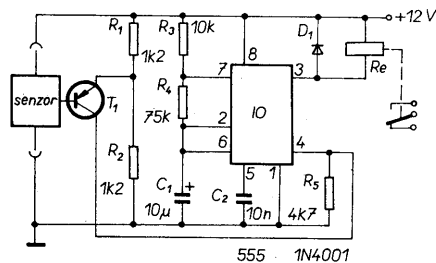 +12 V
R1 R3 10k D1
1k2 8
7 3 Re
senzor T1 R4 IO
75k 2
R2 6 4
5 1
1k2 C1 + C2 R5
10µ 10n 4k7
555 1N4001